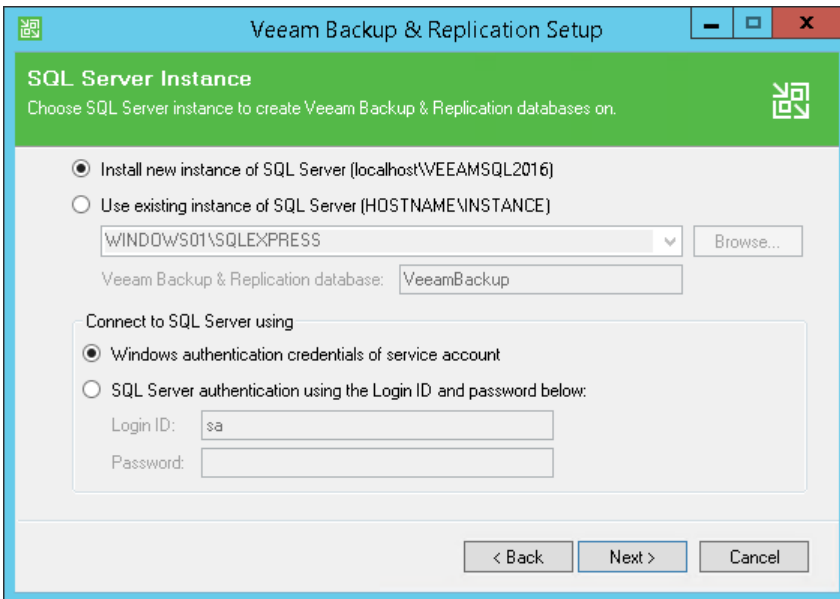 Veeam Backup & Replication Setup
SQL Server Instance
Choose SQL Server instance to create Veeam Backup & Replication databases on.
Install new instance of SQL Server (localhost\VEEAMSQL2016)
Use existing instance of SQL Server (HOSTNAME\INSTANCE)
WINDOWS01\SQLEXPRESS
Browse...
Veeam Backup & Replication database: VeeamBackup
Connect to SQL Server using
Windows authentication credentials of service account
SQL Server authentication using the Login ID and password below:
Login ID: sa
Password:
< Back Next > Cancel